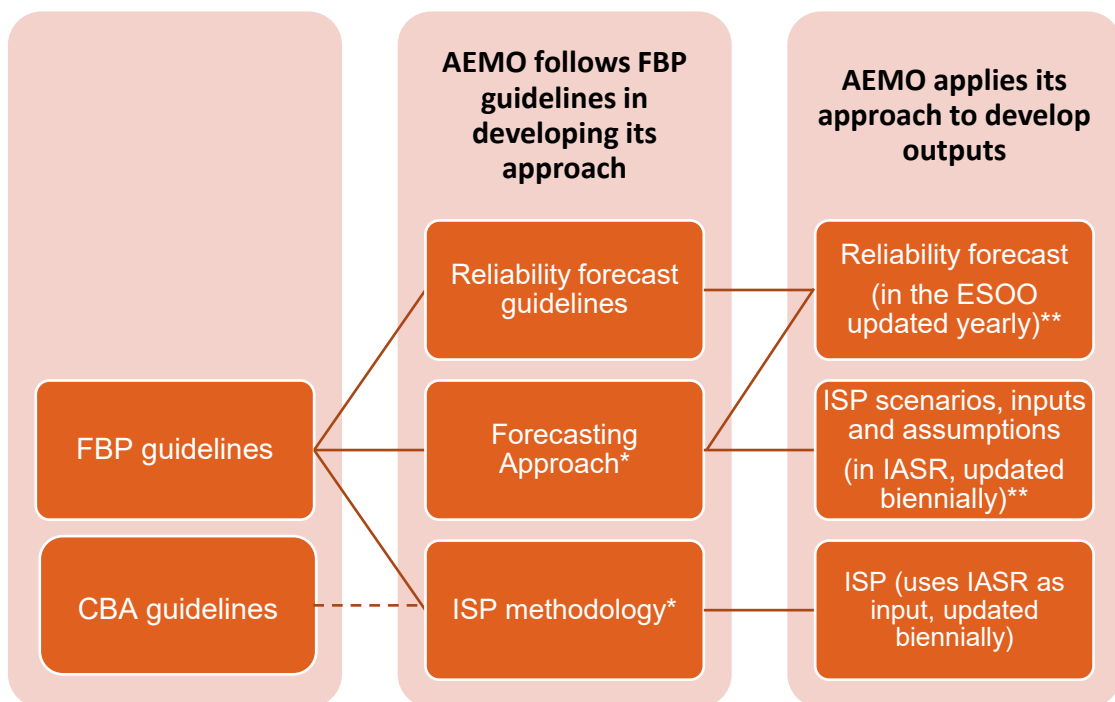 AEMO follows FBP
guidelines in
developing its
approach
AEMO applies its
approach to develop
outputs
FBP guidelines
CBA guidelines
Reliability forecast
guidelines
Forecasting
Approach*
ISP methodology*
Reliability forecast
(in the ESOO
updated yearly)**
ISP scenarios, inputs
and assumptions
(in IASR, updated
biennially)**
ISP (uses IASR as
input, updated
biennially)